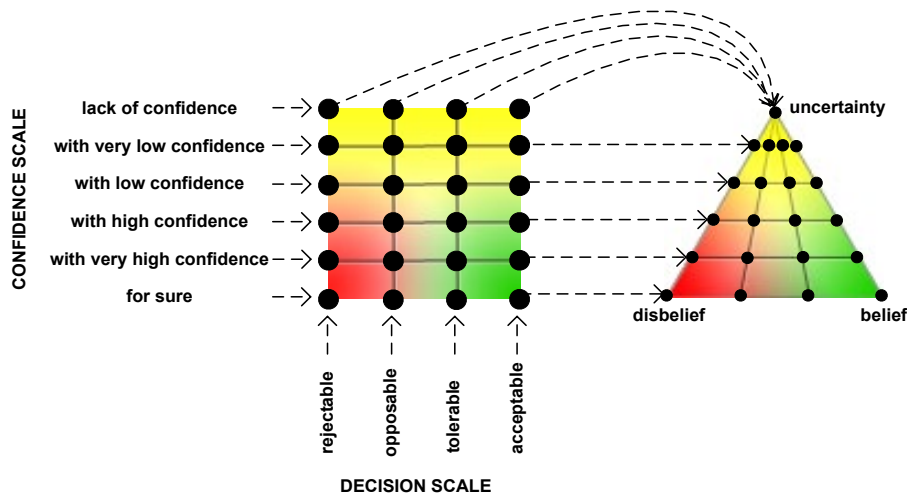 CONFIDENCE SCALE
lack of confidence
with very low confidence
with low confidence
with high confidence
with very high confidence
for sure
uncertainty
disbelief
belief
rejectable
opposable
tolerable
acceptable
DECISION SCALE